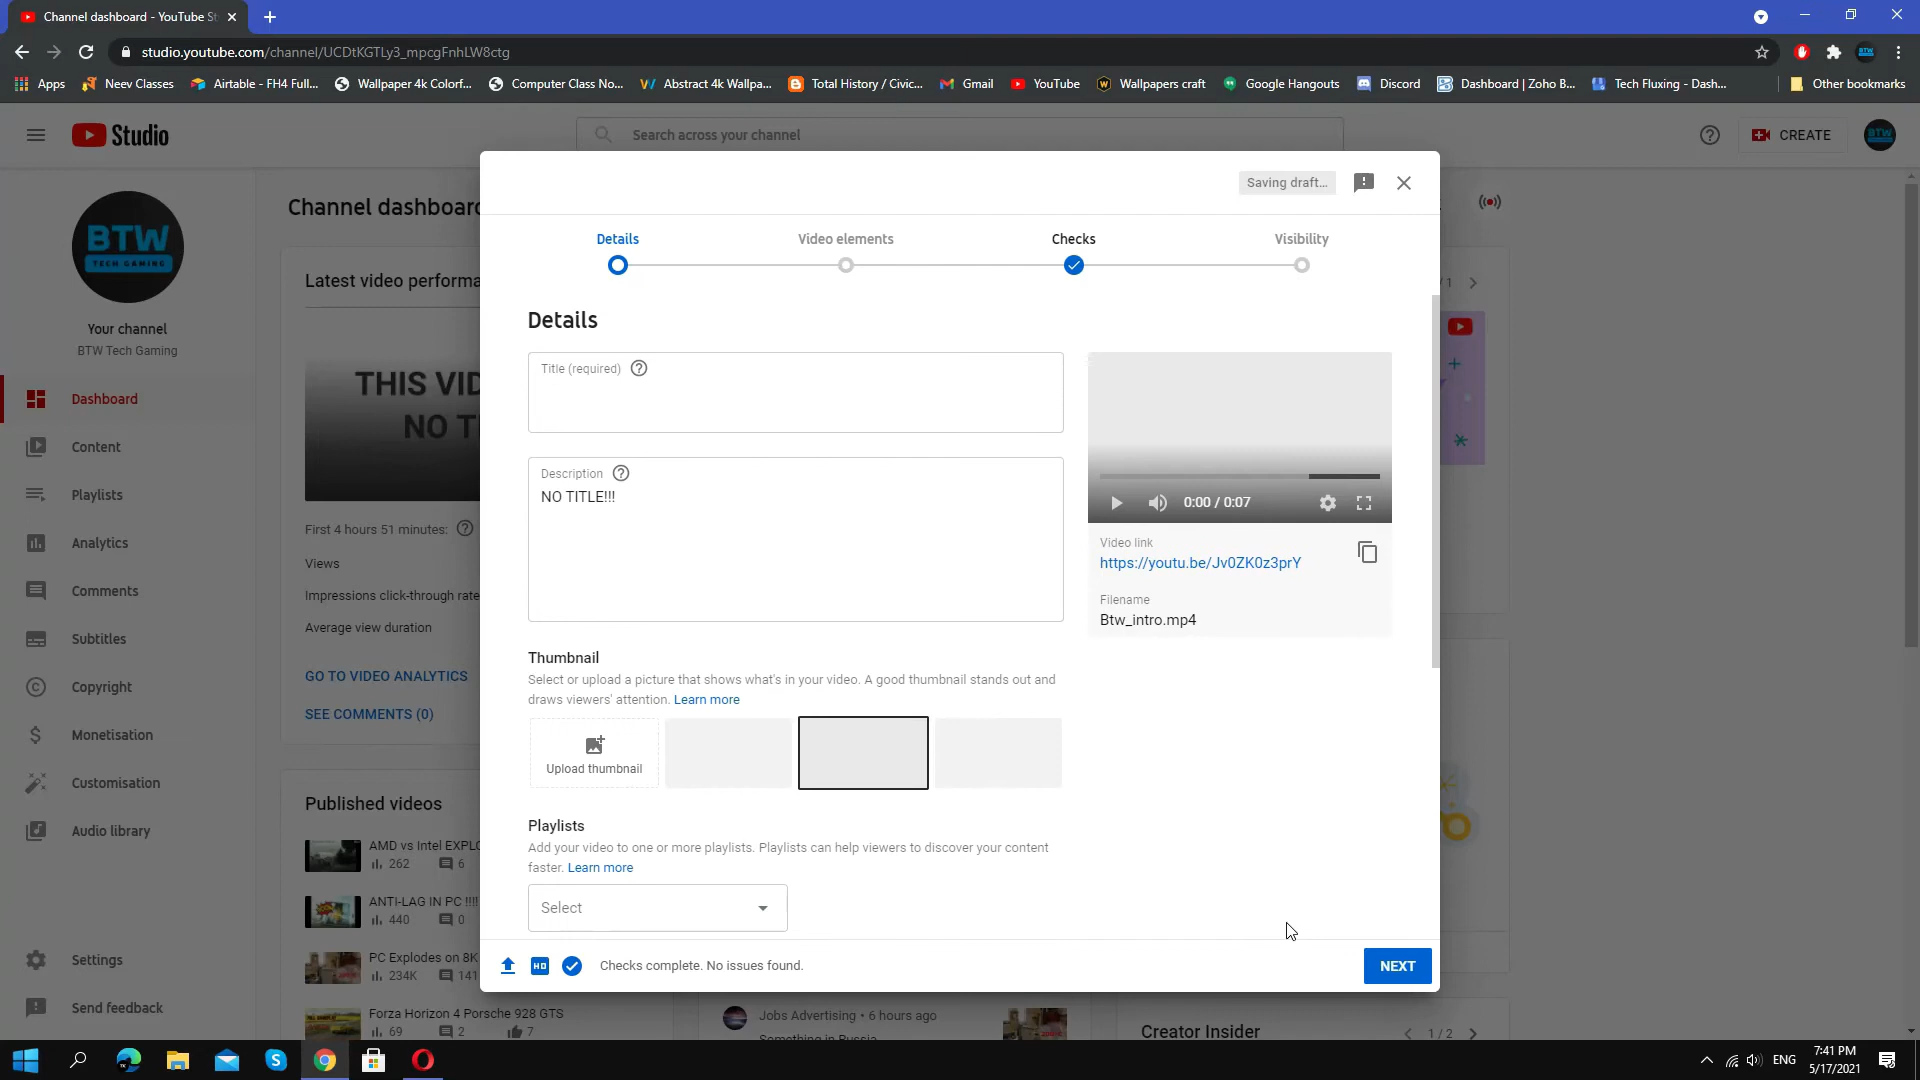 Channel dashboard - YouTube St
studio.youtube.com/channel/UCDtKGTLy3_mpcgFnhLW8ctg
Apps
Neev Classes
Airtable - FH4 Full...
Wallpaper 4k Colorf...
Computer Class No...
Abstract 4k Wallpa...
Total History / Civic...
Gmail
YouTube
Wallpapers craft
Google Hangouts
Discord
Dashboard | Zoho B...
Tech Fluxing - Dash...
Other bookmarks
Studio
Search across your channel
CREATE
BTW
BTW
TECH GAMING
Your channel
BTW Tech Gaming
Dashboard
Content
Playlists
Analytics
Comments
Subtitles
Copyright
Monetisation
Customisation
Audio library
Settings
Send feedback
Channel dashboard
Latest video performa
THIS VID
NO T
First 4 hours 51 minutes:
Views
Impressions click-through rate
Average view duration
GO TO VIDEO ANALYTICS
SEE COMMENTS (0)
Published videos
AMD vs Intel EXPLO
262 6
ANTI-LAG IN PC !!!!
440 0
PC Explodes on 8K
234K 141
Forza Horizon 4 Porsche 928 GTS
69 2 7
Saving draft...
Details
Video elements
Checks
Visibility
Details
Title (required)
Description
NO TITLE!!!
0:00 / 0:07
Video link
https://youtu.be/Jv0ZK0z3prY
Filename
Btw_intro.mp4
Thumbnail
Select or upload a picture that shows what's in your video. A good thumbnail stands out and
draws viewers' attention. Learn more
Upload thumbnail
Playlists
Add your video to one or more playlists. Playlists can help viewers to discover your content
faster. Learn more
Select
HD
Checks complete. No issues found.
NEXT
/ 1
Jobs Advertising • 6 hours ago
Something in Russia
Creator Insider
1 / 2
ENG
7:41 PM
5/17/2021